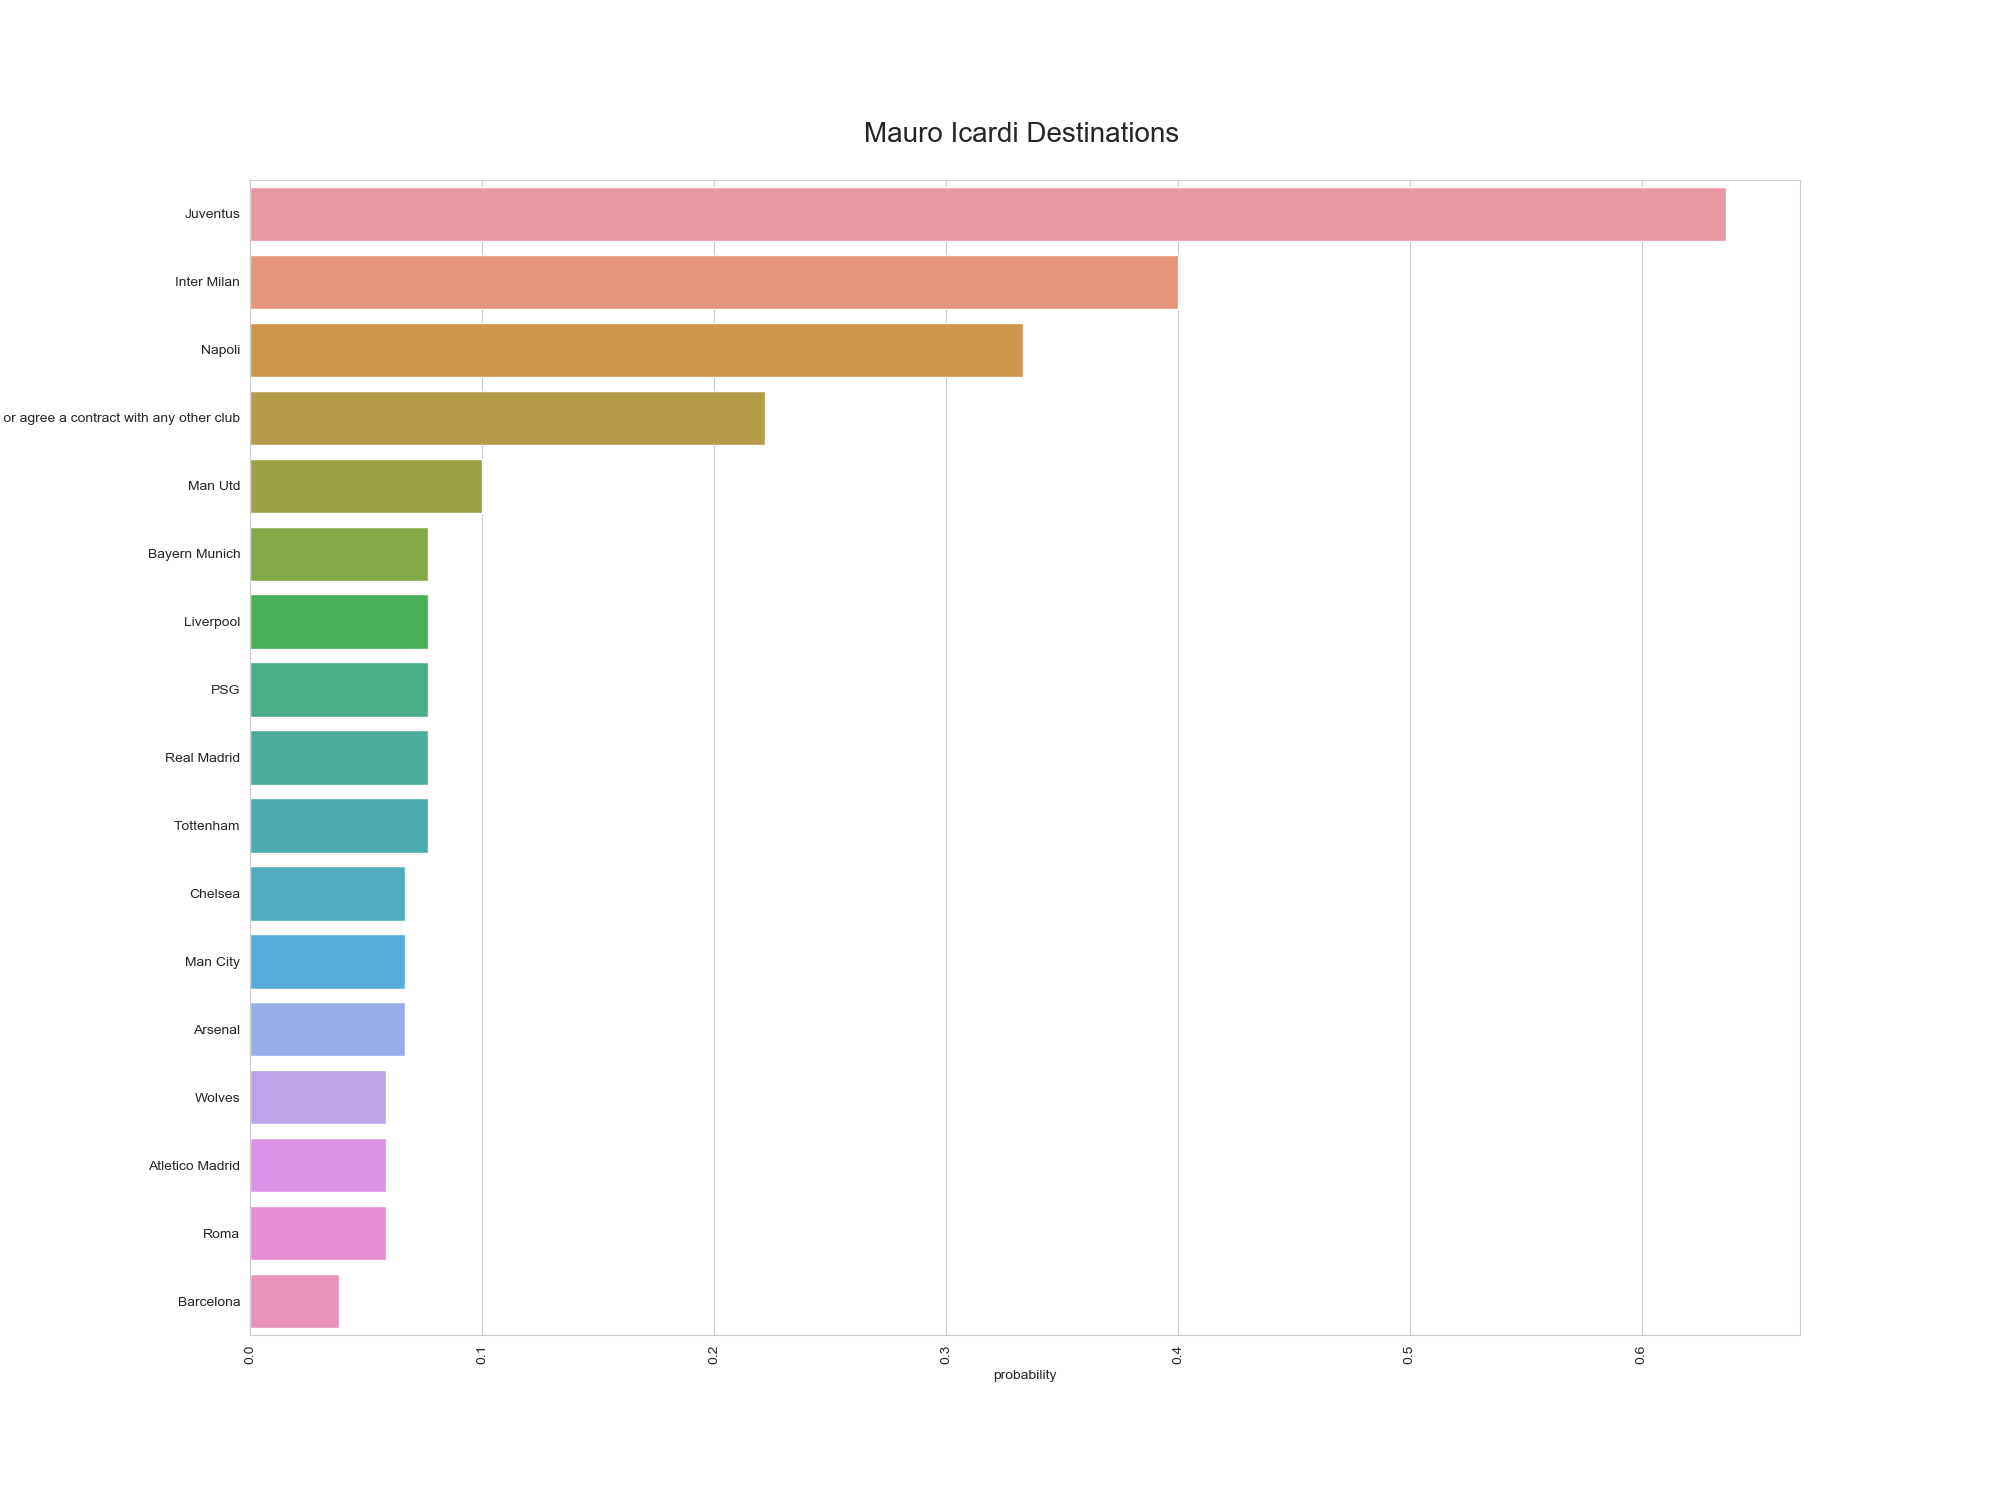 Mauro Icardi Destinations
Juventus
Inter Milan
Napoli
or agree a contract with any other club
Man Utd
Bayern Munich
Liverpool
PSG
Real Madrid
Tottenham
Chelsea
Man City
Arsenal
Wolves
Atletico Madrid
Roma
Barcelona
0.0
0.1
0.2
0.3
0.4
0.5
0.6
probability